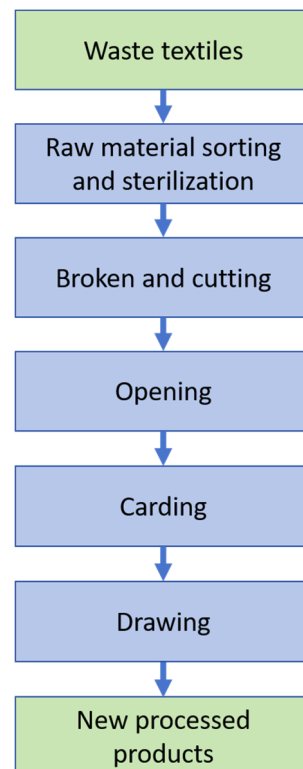 Waste textiles
Raw material sorting
and sterilization
Broken and cutting
Opening
Carding
Drawing
New processed
products